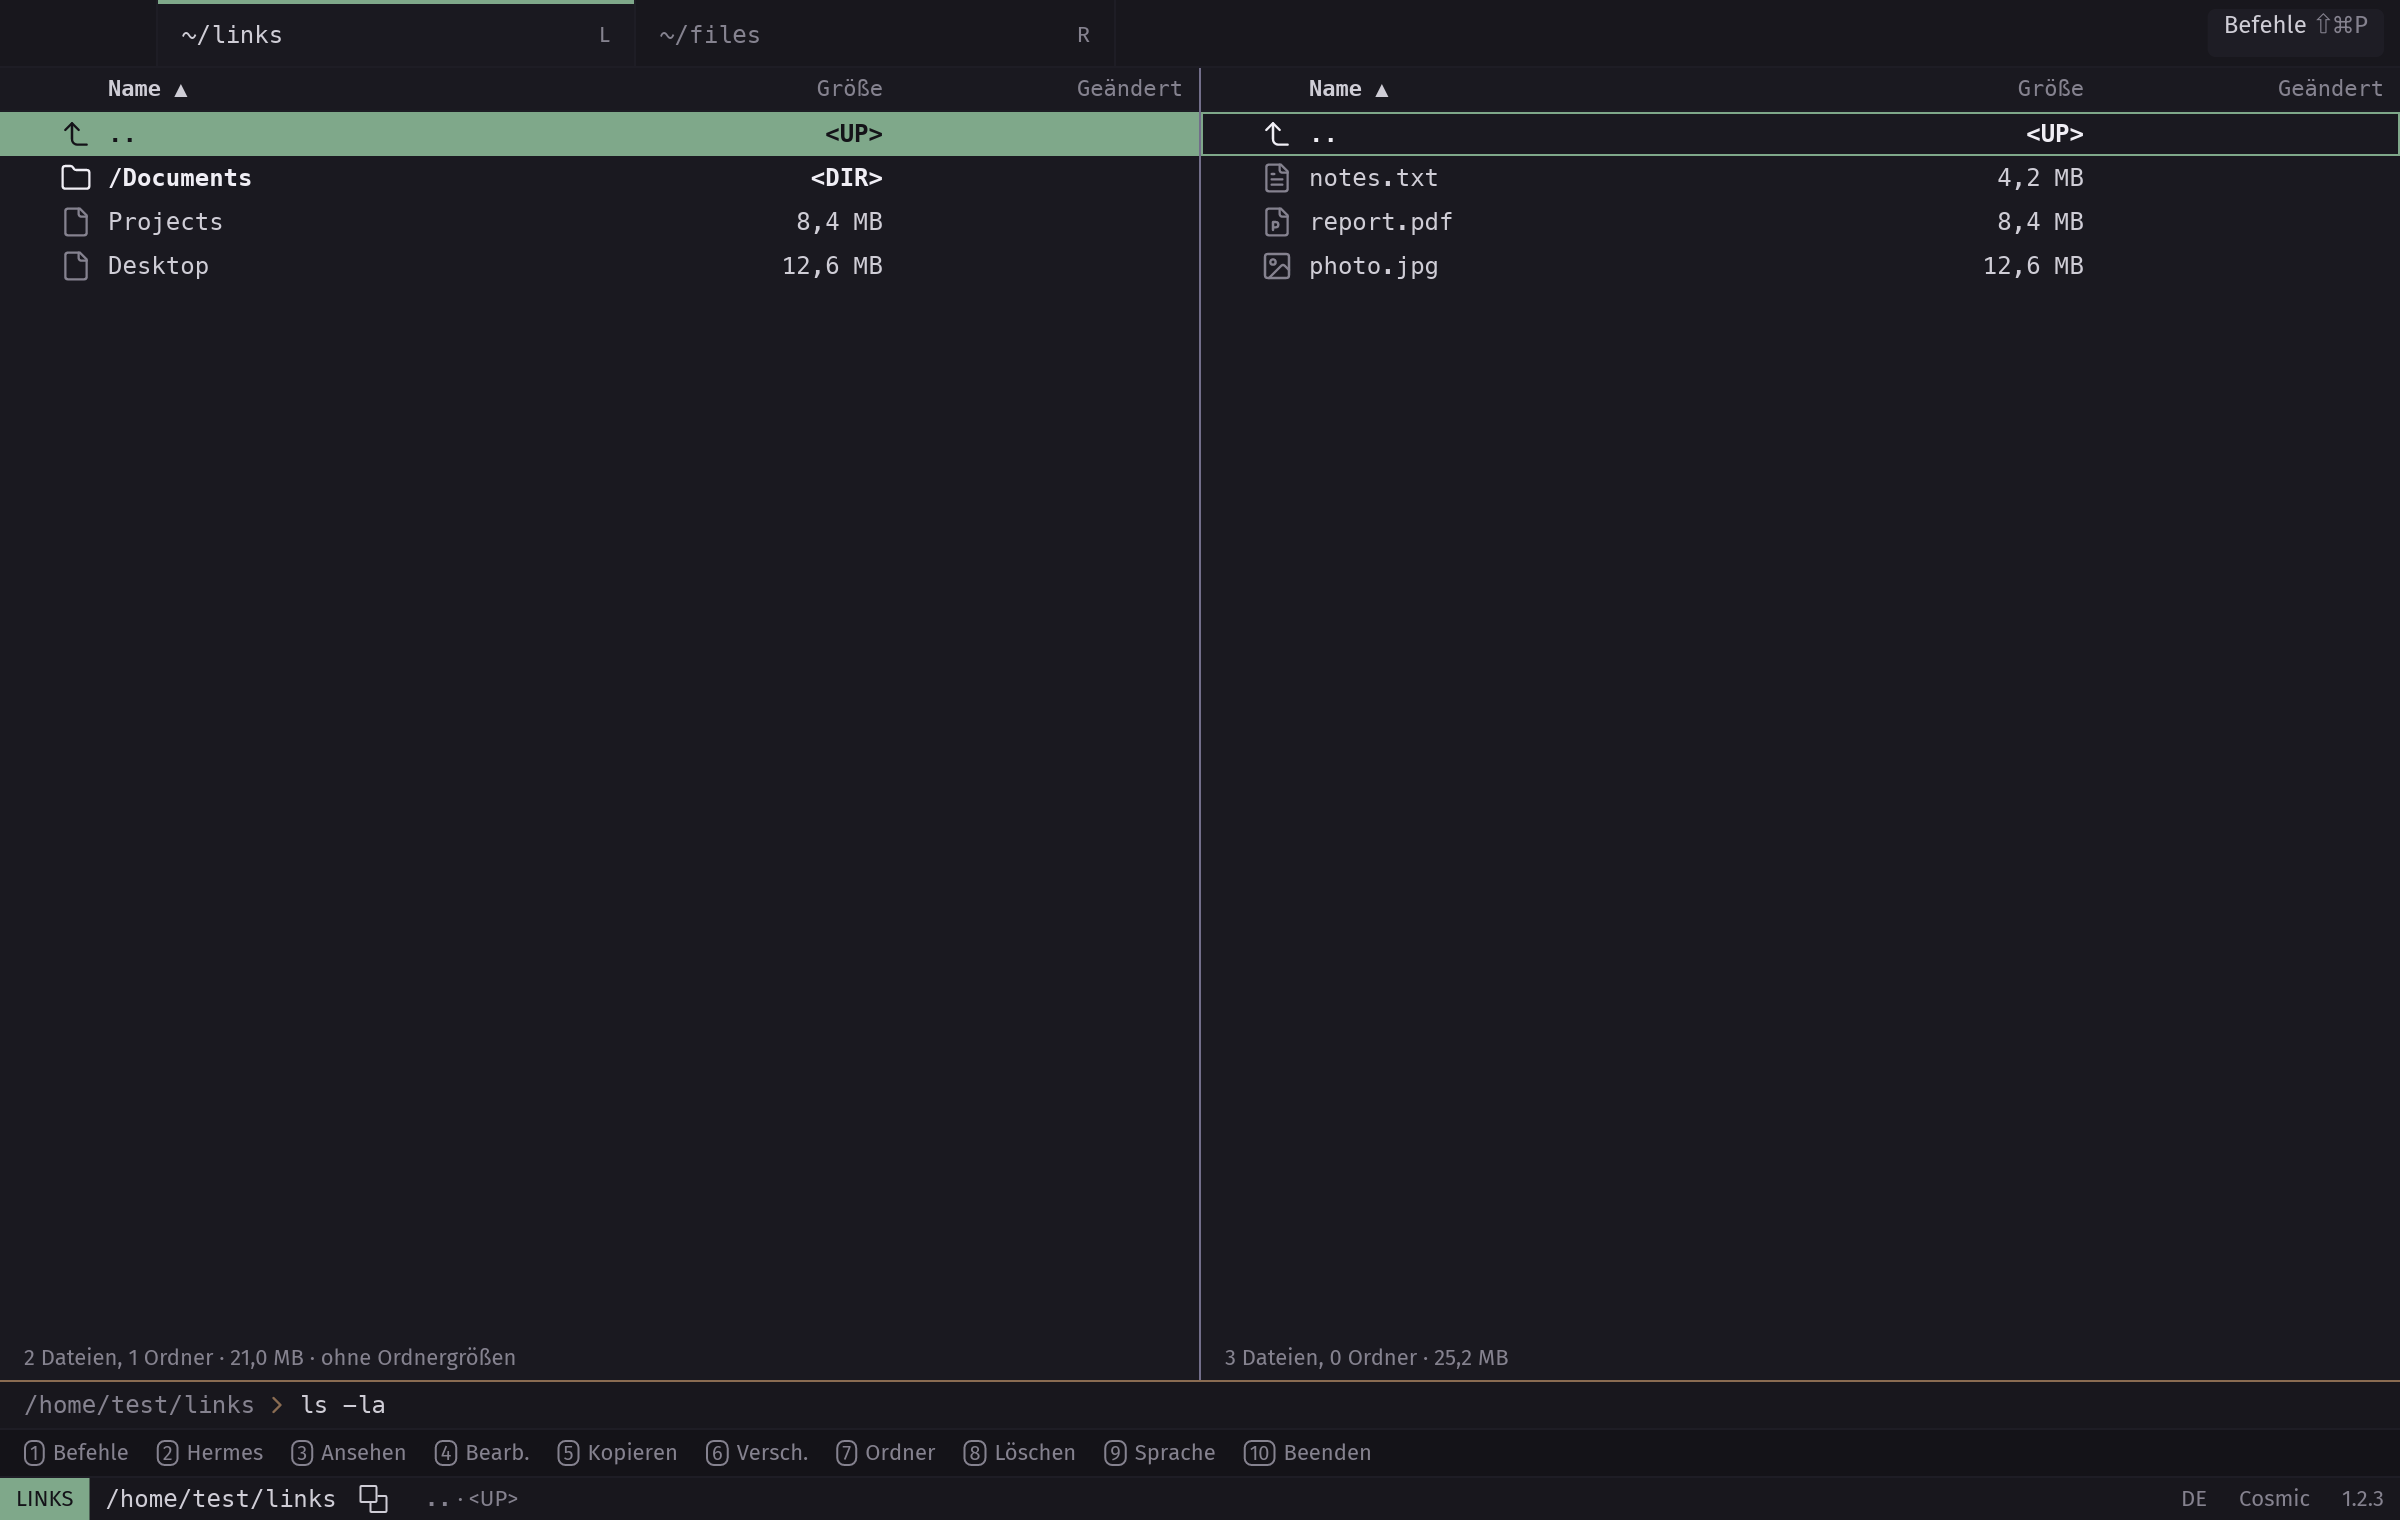 ~/links L ~/files R Befehle ⇧⌘P
Name ▲ Größe Geändert Name ▲ Größe Geändert
.. <UP> .. <UP>
/Documents <DIR> notes.txt 4,2 MB
Projects 8,4 MB report.pdf 8,4 MB
Desktop 12,6 MB photo.jpg 12,6 MB
2 Dateien, 1 Ordner · 21,0 MB · ohne Ordnergrößen 3 Dateien, 0 Ordner · 25,2 MB
/home/test/links > ls -la
1 Befehle 2 Hermes 3 Ansehen 4 Bearb. 5 Kopieren 6 Versch. 7 Ordner 8 Löschen 9 Sprache 10 Beenden
LINKS /home/test/links .. · <UP> DE Cosmic 1.2.3